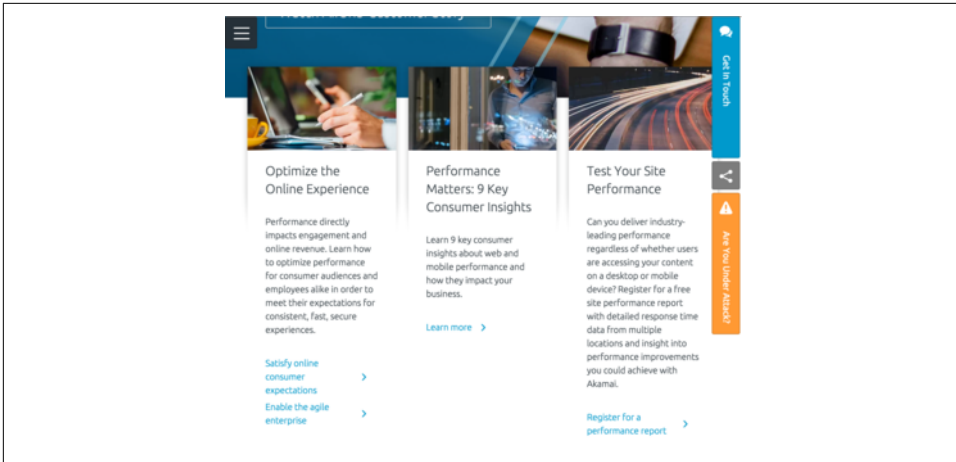 Get In Touch
Are You Under Attack?
Optimize the
Online Experience
Performance directly
impacts engagement and
online revenue. Learn how
to optimize performance
for consumer audiences and
employees alike in order to
meet their expectations for
consistent, fast, secure
experiences.
Satisfy online
consumer
expectations
Enable the agile
enterprise
Performance
Matters: 9 Key
Consumer Insights
Learn 9 key consumer
insights about web and
mobile performance and
how they impact your
business.
Learn more
Test Your Site
Performance
Can you deliver industry-
leading performance
regardless of whether users
are accessing your content
on a desktop or mobile
device? Register for a free
site performance report
with detailed response time
data from multiple
locations and insight into
performance improvements
you could achieve with
Akamai.
Register for a
performance report